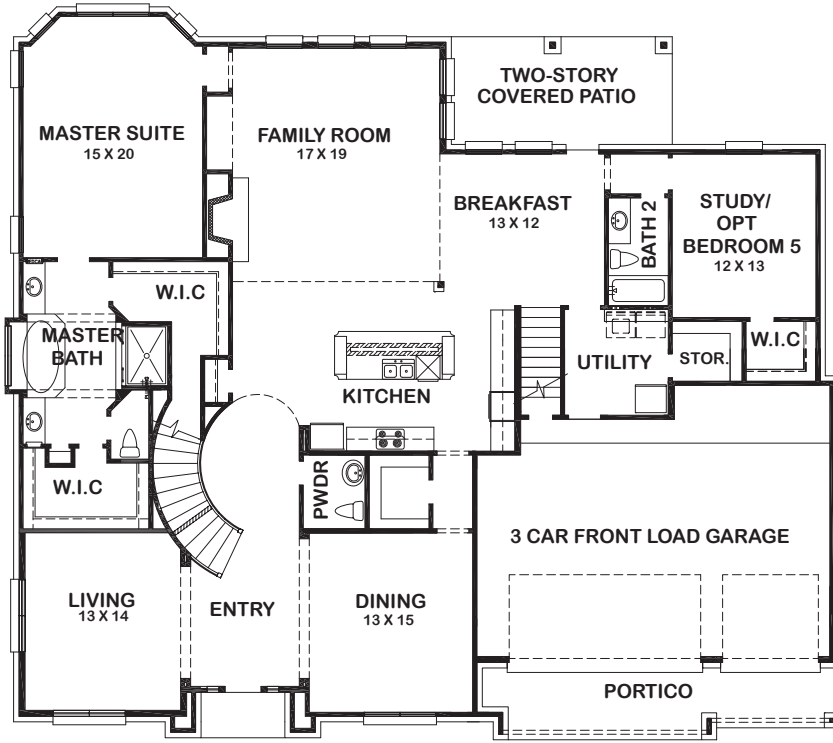 TWO-STORY
COVERED PATIO
MASTER SUITE
15 X 20
FAMILY ROOM
17 X 19
BREAKFAST
13 X 12
BATH 2
STUDY/
OPT
BEDROOM 5
12 X 13
W.I.C
MASTER
BATH
KITCHEN
UTILITY
STOR.
W.I.C
W.I.C
PWDR
3 CAR FRONT LOAD GARAGE
LIVING
13 X 14
ENTRY
DINING
13 X 15
PORTICO